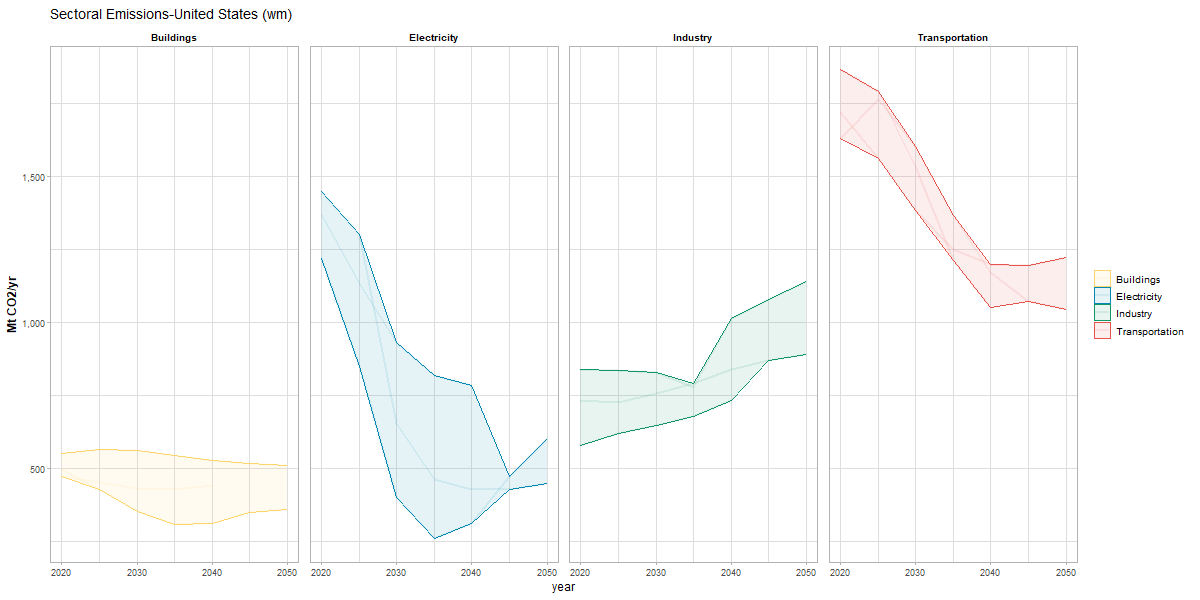 Sectoral Emissions-United States (wm)
Buildings
Electricity
Industry
Transportation
Mt CO2/yr
1,500
1,000
500
2020 2030 2040 2050
2020 2030 2040 2050
2020 2030 2040 2050
2020 2030 2040 2050
year
Buildings
Electricity
Industry
Transportation